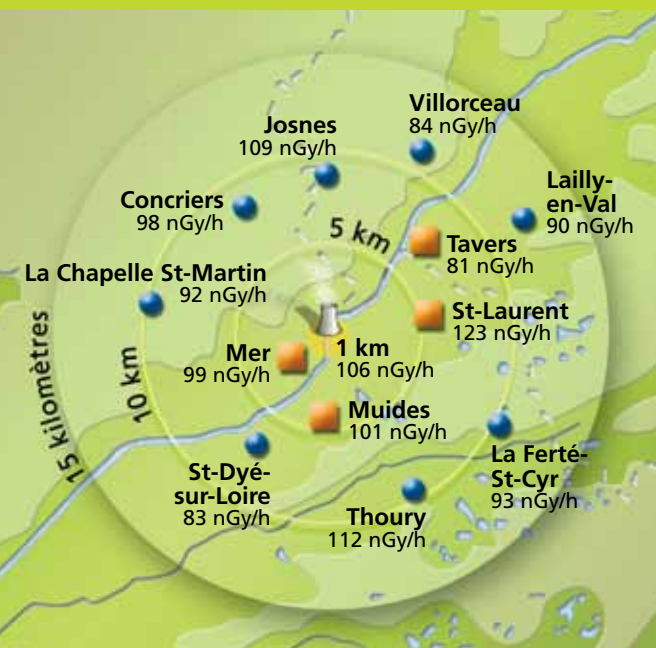 Villorceau
84 nGy/h
Josnes
109 nGy/h
Lailly-
en-Val
90 nGy/h
Concriers
98 nGy/h
5 km
Tavers
81 nGy/h
La Chapelle St-Martin
92 nGy/h
St-Laurent
123 nGy/h
15 kilomètres
10 km
Mer
99 nGy/h
1 km
106 nGy/h
Muides
101 nGy/h
La Ferté-
St-Cyr
93 nGy/h
St-Dyé-
sur-Loire
83 nGy/h
Thoury
112 nGy/h